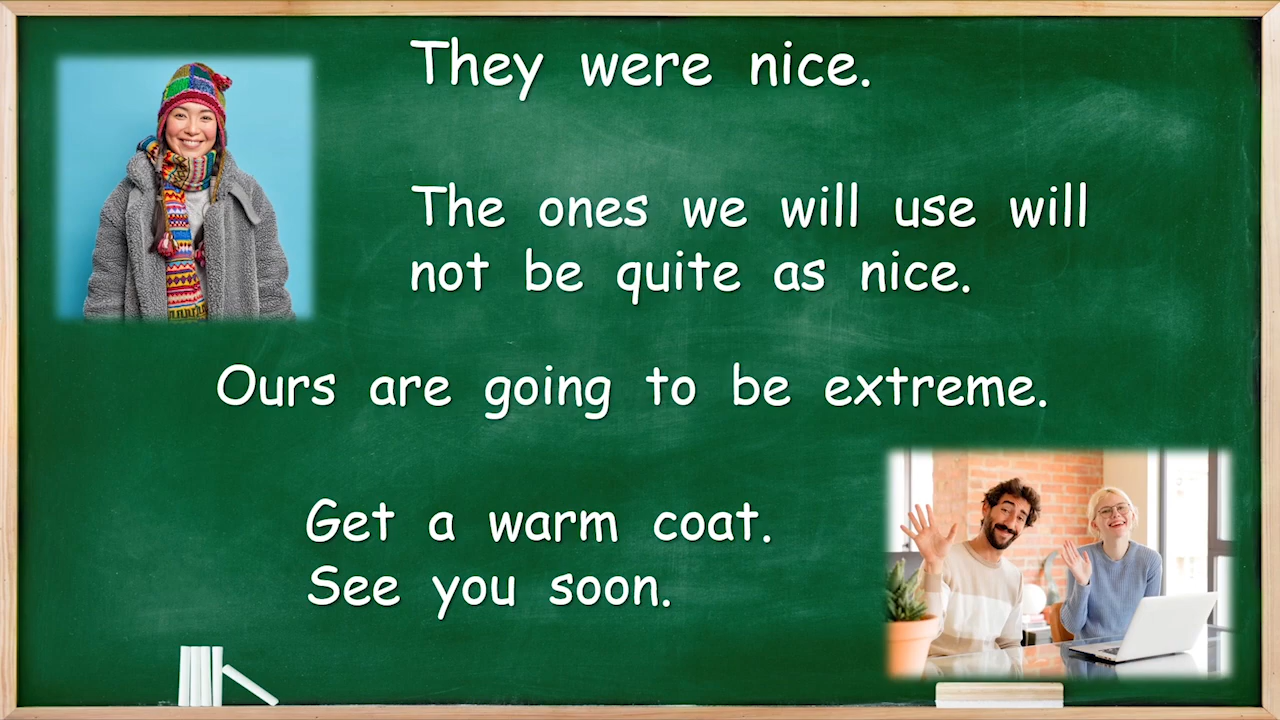 They were nice.
The ones we will use will
not be quite as nice.
Ours are going to be extreme.
Get a warm coat.
See you soon.